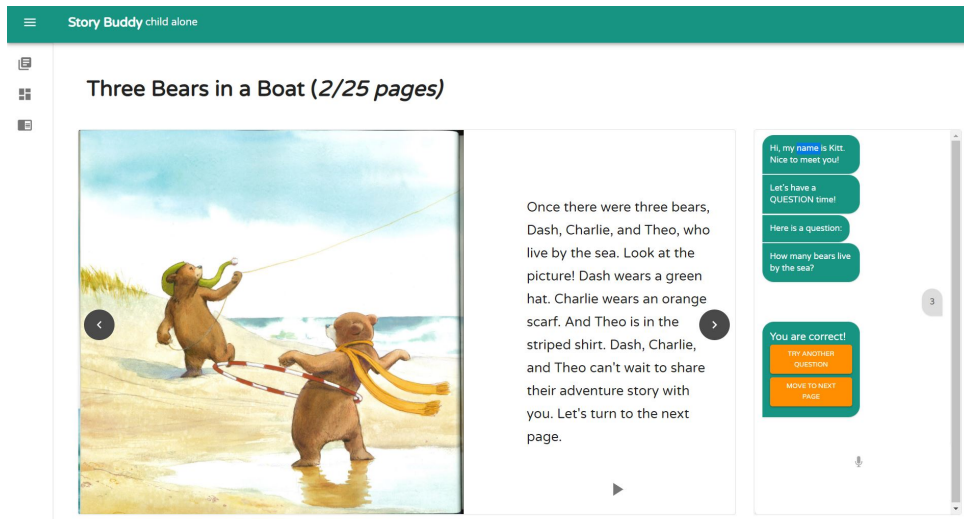 Story Buddy child alone
Three Bears in a Boat (2/25 pages)
Once there were three bears,
Dash, Charlie, and Theo, who
live by the sea. Look at the
picture! Dash wears a green
hat. Charlie wears an orange
scarf. And Theo is in the
striped shirt. Dash, Charlie,
and Theo can't wait to share
their adventure story with
you. Let's turn to the next
page.
Hi, my name is Kitt.
Nice to meet you!
Let's have a
QUESTION time!
Here is a question:
How many bears live
by the sea?
3
You are correct!
TRY ANOTHER
QUESTION
MOVE TO NEXT
PAGE